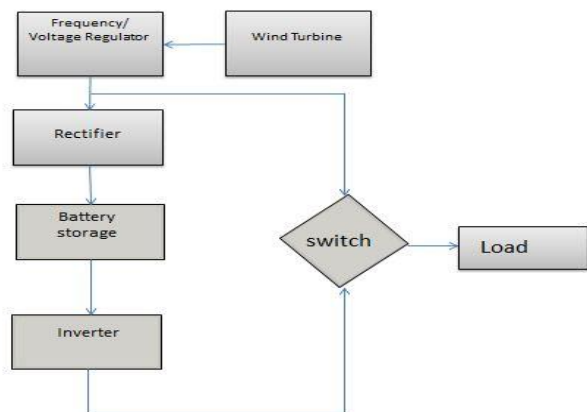 Frequency/
Voltage Regulator
Wind Turbine
Rectifier
Battery
storage
switch
Load
Inverter